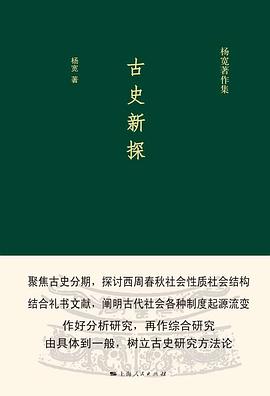 杨宽著作集
古史新探
杨宽 著
聚焦古史分期，探讨西周春秋社会性质社会结构
结合礼书文献，阐明古代社会各种制度起源流变
作好分析研究，再作综合研究
由具体到一般，树立古史研究方法论
上海人民出版社